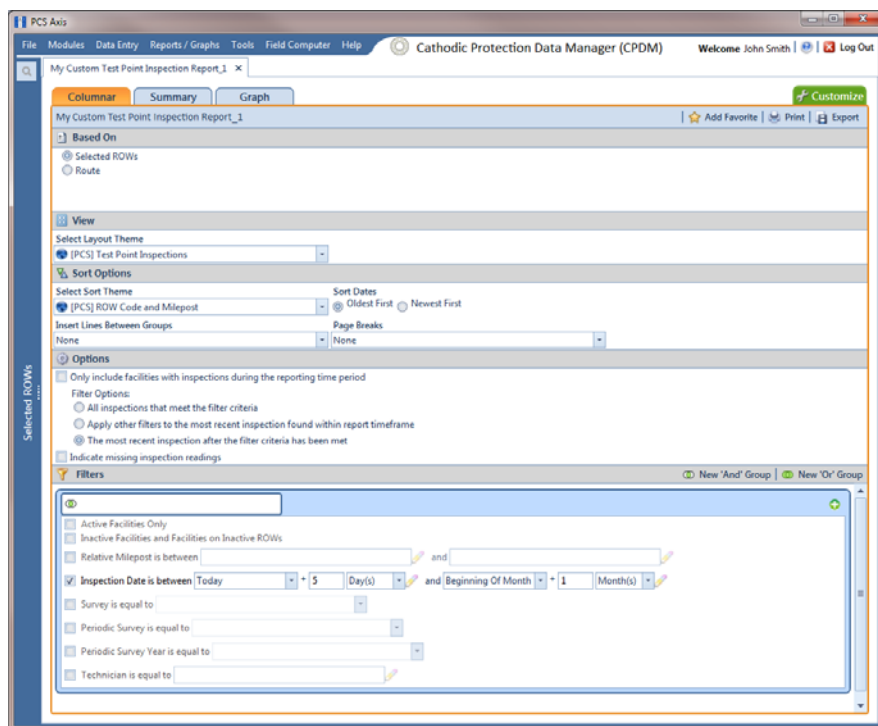 PCS Axis
File Modules Data Entry Reports / Graphs Tools Field Computer Help Cathodic Protection Data Manager (CPDM) Welcome John Smith | Log Out
My Custom Test Point Inspection Report_1 ×
Columnar Summary Graph Customize
My Custom Test Point Inspection Report_1 | Add Favorite | Print | Export
Based On
Selected ROWs
Route
View
Select Layout Theme
[PCS] Test Point Inspections
Sort Options
Select Sort Theme Sort Dates
[PCS] ROW Code and Milepost Oldest First Newest First
Insert Lines Between Groups Page Breaks
None None
Options
Only include facilities with inspections during the reporting time period
Filter Options:
All inspections that meet the filter criteria
Apply other filters to the most recent inspection found within report timeframe
The most recent inspection after the filter criteria has been met
Indicate missing inspection readings
Selected ROWs
Filters New 'And' Group | New 'Or' Group
Active Facilities Only
Inactive Facilities and Facilities on Inactive ROWs
Relative Milepost is between and
Inspection Date is between Today + 5 Day(s) and Beginning Of Month + 1 Month(s)
Survey is equal to
Periodic Survey is equal to
Periodic Survey Year is equal to
Technician is equal to